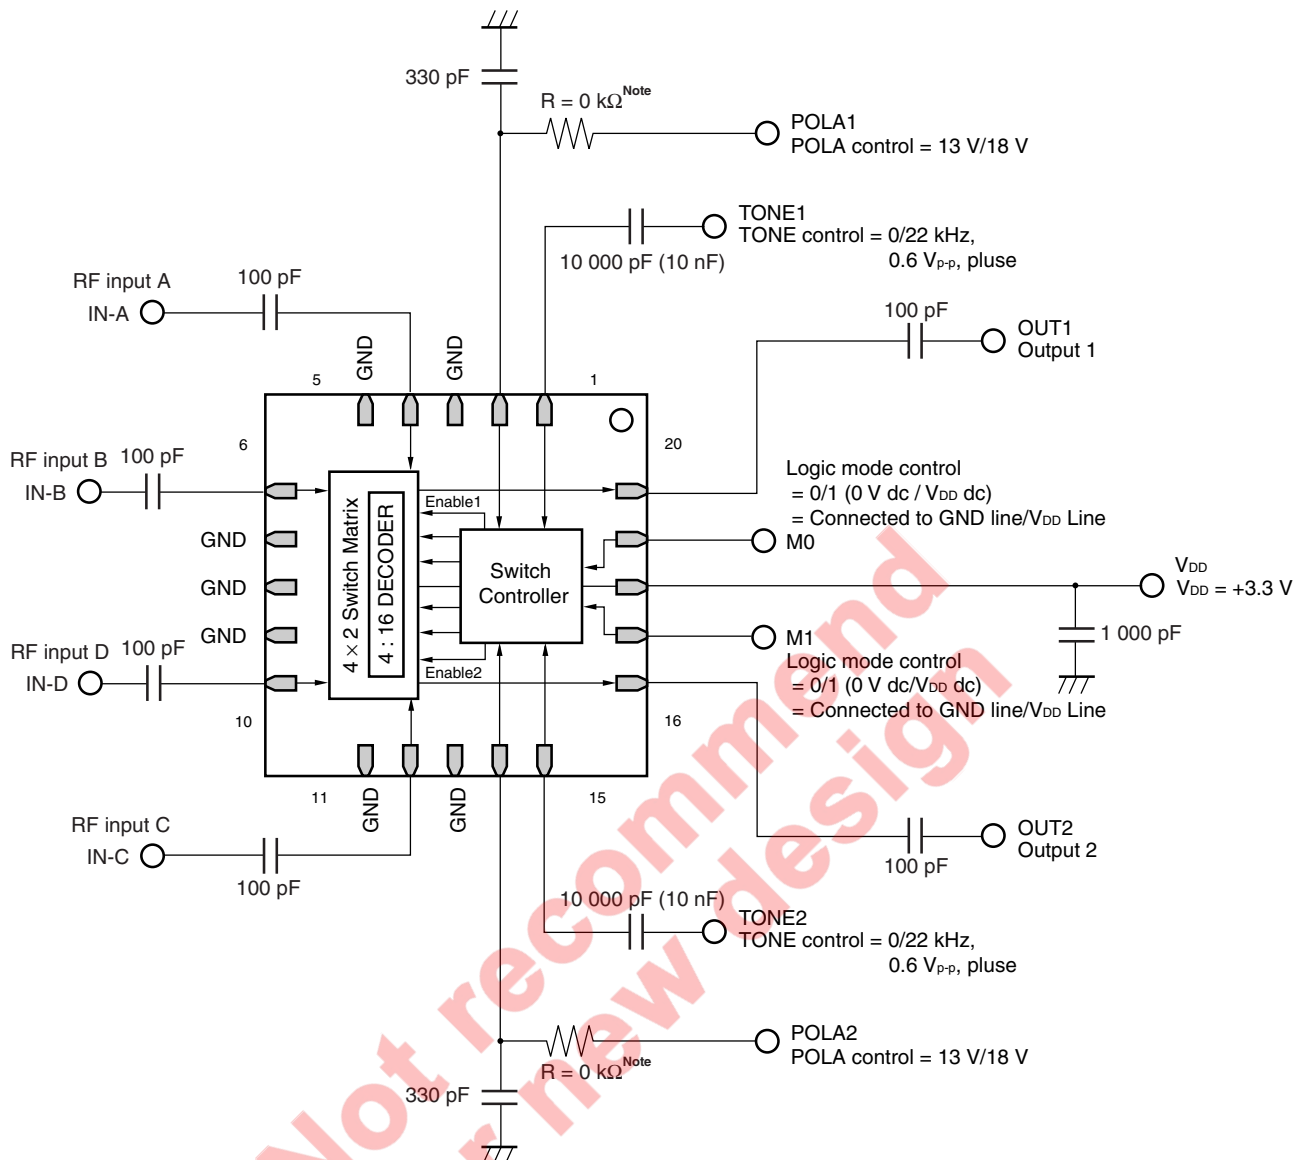 330 pF
R = 0 kΩNote
POLA1
POLA control = 13 V/18 V
TONE1
TONE control = 0/22 kHz,
0.6 Vp-p, pluse
10 000 pF (10 nF)
RF input A
100 pF
IN-A
100 pF
OUT1
Output 1
GND
GND
5
1
6
20
RF input B
100 pF
IN-B
Logic mode control
= 0/1 (0 V dc / VDD dc)
= Connected to GND line/VDD Line
M0
Enable1
GND
GND
GND
4 × 2 Switch Matrix
4 : 16 DECODER
Switch
Controller
VDD
VDD = +3.3 V
1 000 pF
M1
Logic mode control
= 0/1 (0 V dc/VDD dc)
= Connected to GND line/VDD Line
RF input D
100 pF
IN-D
Enable2
10
16
11
15
GND
GND
RF input C
IN-C
100 pF
OUT2
Output 2
100 pF
10 000 pF (10 nF)
TONE2
TONE control = 0/22 kHz,
0.6 Vp-p, pluse
POLA2
POLA control = 13 V/18 V
R = 0 kΩNote
330 pF
Not recommend
r new design